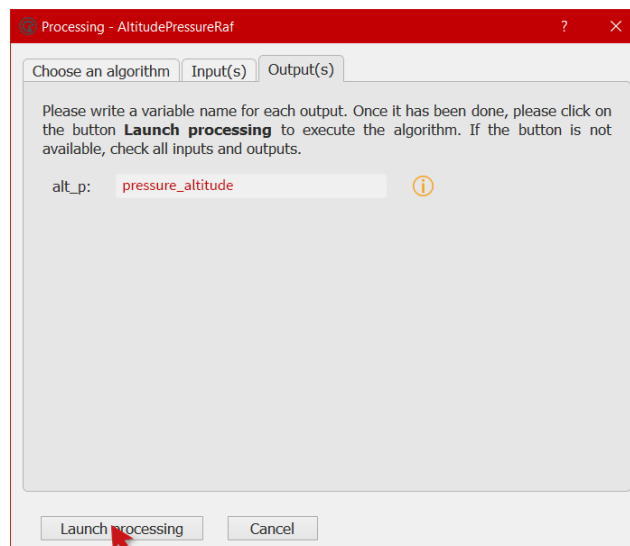 Processing - AltitudePressureRaf ? ×
Choose an algorithm Input(s) Output(s)
Please write a variable name for each output. Once it has been done, please click on
the button Launch processing to execute the algorithm. If the button is not
available, check all inputs and outputs.
alt_p: pressure_altitude
Launch processing Cancel